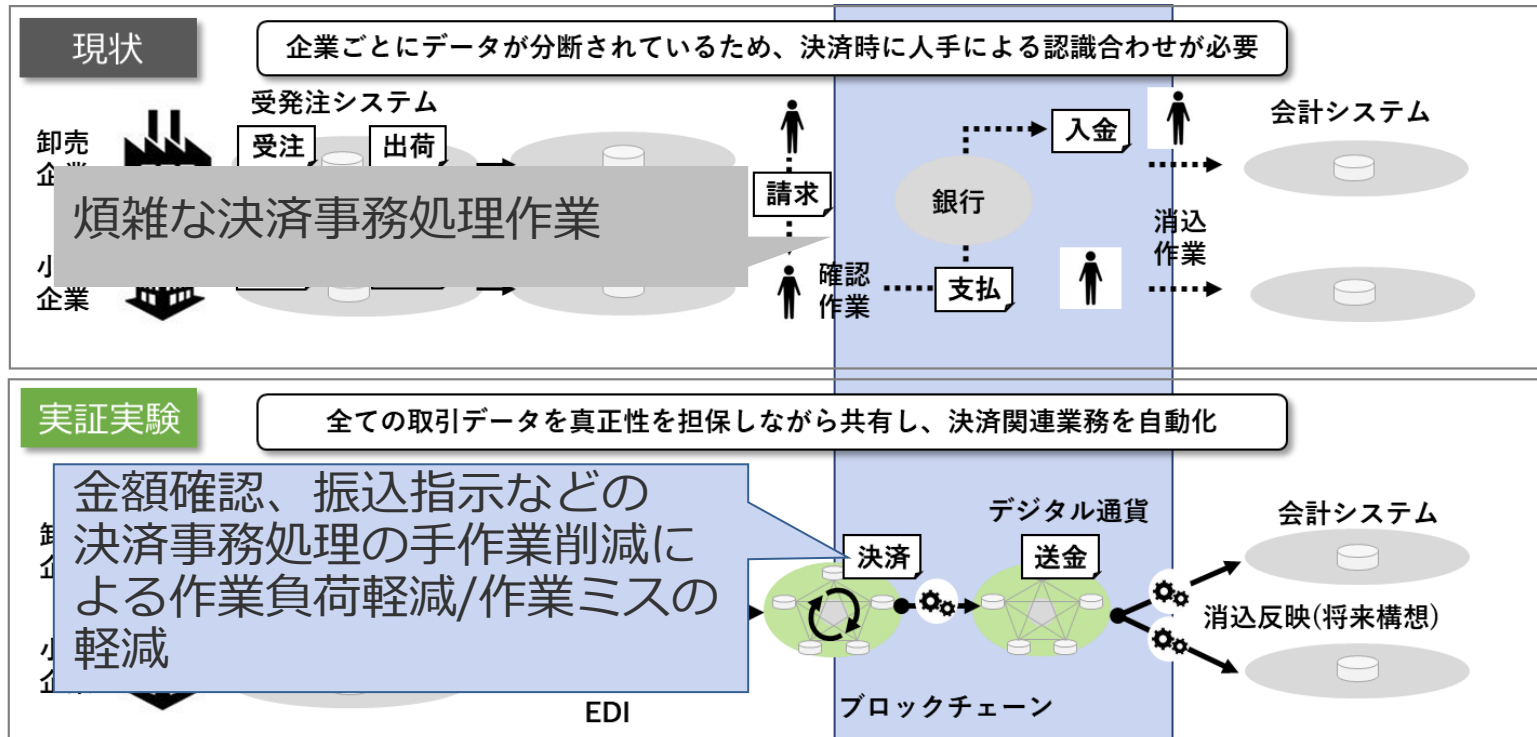 現状
企業ごとにデータが分断されているため、決済時に人手による認識合わせが必要
受発注システム
卸売
受注
出荷
請求
銀行
入金
会計システム
煩雑な決済事務処理作業
消込
作業
企業
確認
作業
支払
実証実験
全ての取引データを真正性を担保しながら共有し、決済関連業務を自動化
金額確認、振込指示などの
決済事務処理の手作業削減に
よる作業負荷軽減/作業ミスの
軽減
決済
デジタル通貨
送金
会計システム
消込反映(将来構想)
EDI
ブロックチェーン